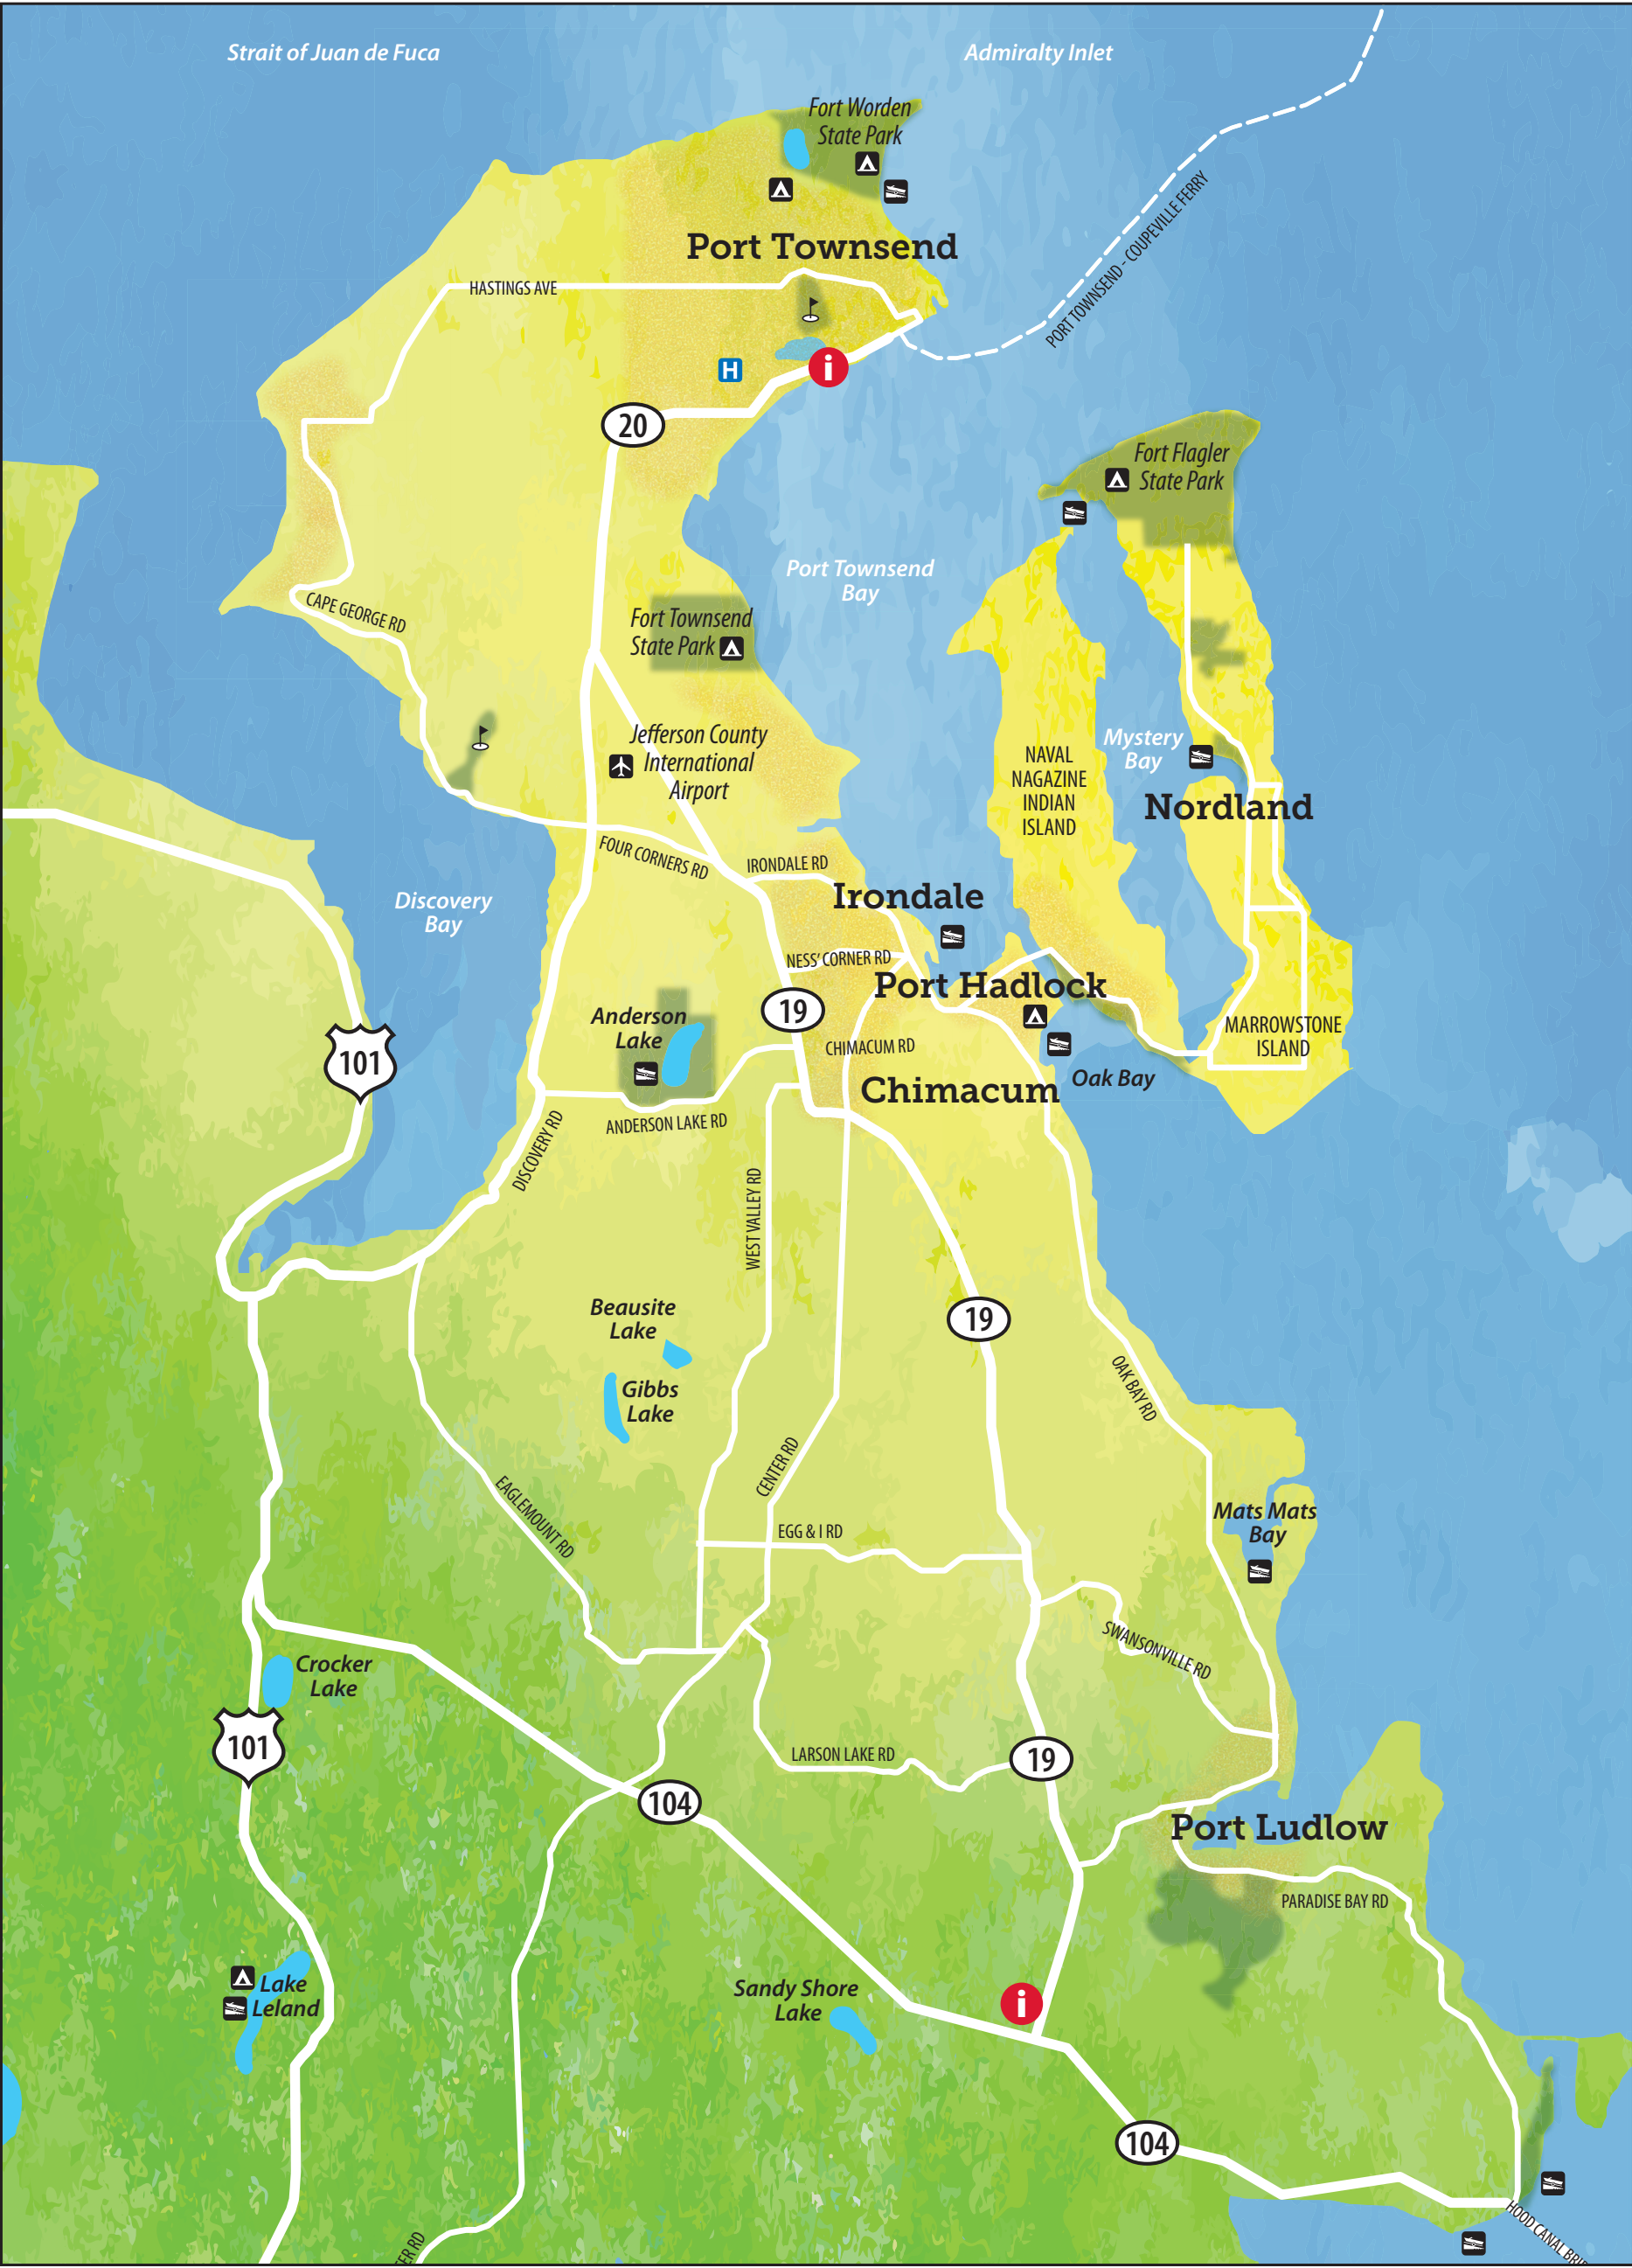 Strait of Juan de Fuca
Admiralty Inlet
Fort Worden
State Park
Port Townsend
PORT TOWNSEND - COUPEVILLE FERRY
HASTINGS AVE
H
i
20
Fort Flagler
State Park
Port Townsend
Bay
CAPE GEORGE RD
Fort Townsend
State Park
Jefferson County
International
Airport
NAVAL
NAGAZINE
INDIAN
ISLAND
Mystery
Bay
Nordland
FOUR CORNERS RD
IRONDALE RD
Irondale
Discovery
Bay
NESS' CORNER RD
Port Hadlock
19
Anderson
Lake
101
CHIMACUM RD
MARROWSTONE
ISLAND
Chimacum
Oak Bay
ANDERSON LAKE RD
DISCOVERY RD
WEST VALLEY RD
Beausite
Lake
19
Gibbs
Lake
OAK BAY RD
CENTER RD
EAGLEMOUNT RD
EGG & I RD
Mats Mats
Bay
SWANSONVILLE RD
Crocker
Lake
101
LARSON LAKE RD
19
104
Port Ludlow
PARADISE BAY RD
Lake
Leland
Sandy Shore
Lake
i
104
HOOD CANAL BRI
ER RD